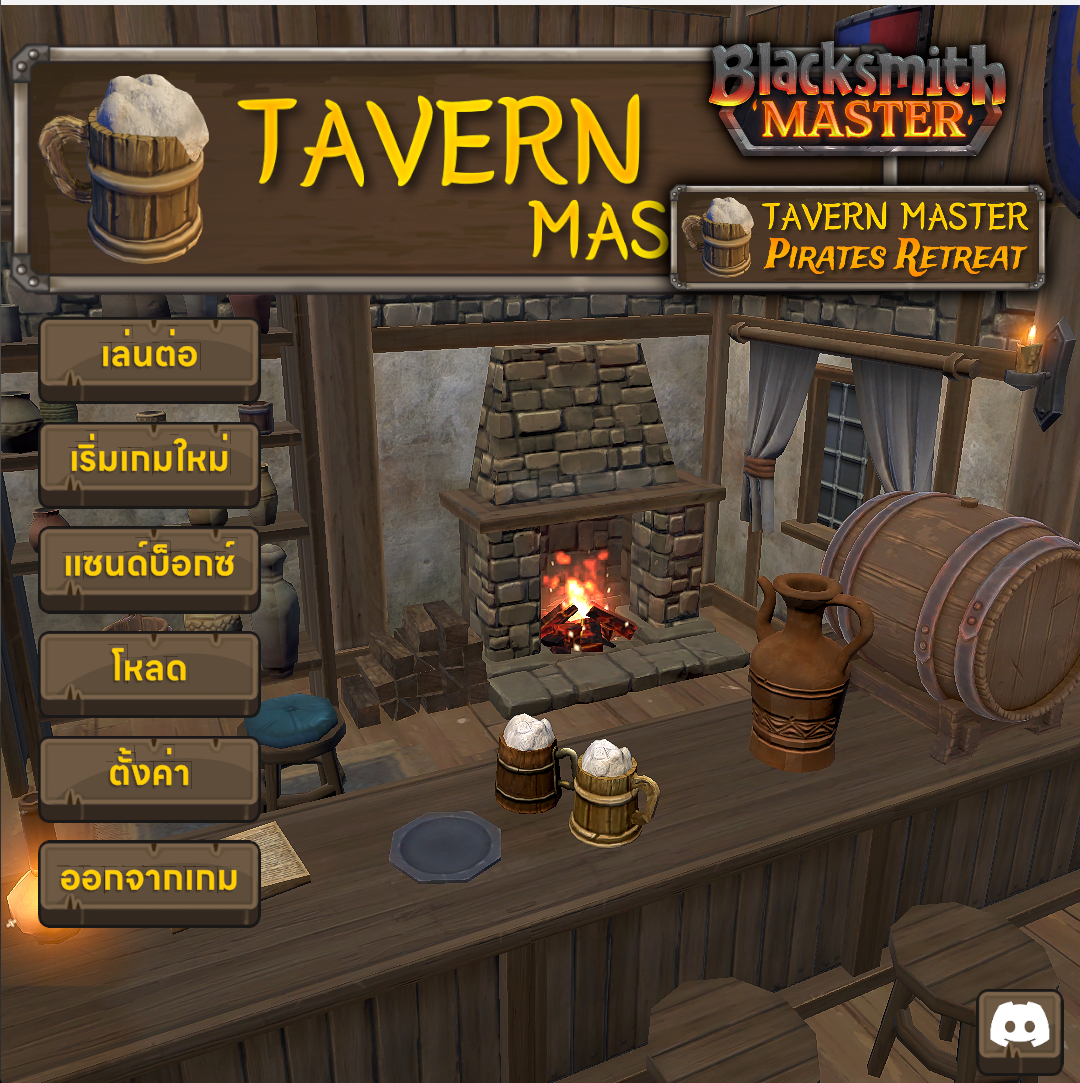 TAVERN
MAS
Blacksmith
MASTER
TAVERN MASTER
PIRATES RETREAT
เล่นต่อ
เริ่มเกมใหม่
แซนด์บ็อกซ์
โหลด
ตั้งค่า
ออกจากเกม